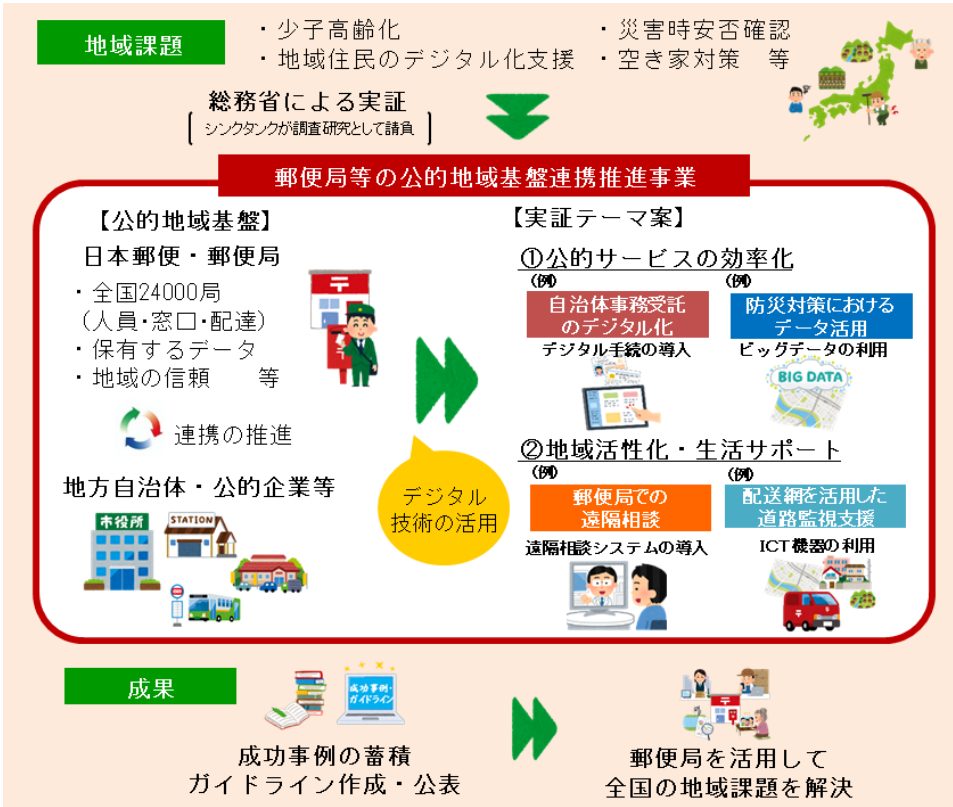 地域課題
・少子高齢化
・地域住民のデジタル化支援
・災害時安否確認
・空き家対策　等
総務省による実証
シンクタンクが調査研究として請負
郵便局等の公的地域基盤連携推進事業
【公的地域基盤】
日本郵便・郵便局
・全国24000局
（人員・窓口・配達）
・保有するデータ
・地域の信頼　　等
連携の推進
地方自治体・公的企業等
市役所
STATION
デジタル
技術の活用
【実証テーマ案】
①公的サービスの効率化
（例）
自治体事務受託
のデジタル化
デジタル手続の導入
（例）
防災対策における
データ活用
ビッグデータの利用
BIG DATA
②地域活性化・生活サポート
（例）
郵便局での
遠隔相談
遠隔相談システムの導入
（例）
配送網を活用した
道路監視支援
ICT機器の利用
成果
成功事例・
ガイドライン
成功事例の蓄積
ガイドライン作成・公表
郵便局を活用して
全国の地域課題を解決